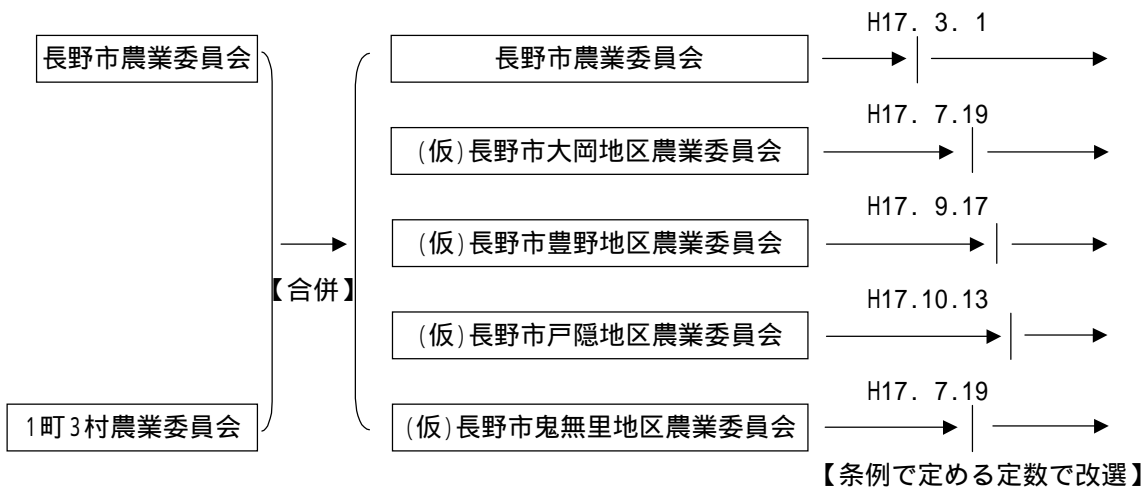 H17. 3. 1
長野市農業委員会
長野市農業委員会
H17. 7.19
(仮)長野市大岡地区農業委員会
H17. 9.17
(仮)長野市豊野地区農業委員会
【合併】
H17.10.13
(仮)長野市戸隠地区農業委員会
H17. 7.19
1町3村農業委員会
(仮)長野市鬼無里地区農業委員会
【条例で定める定数で改選】